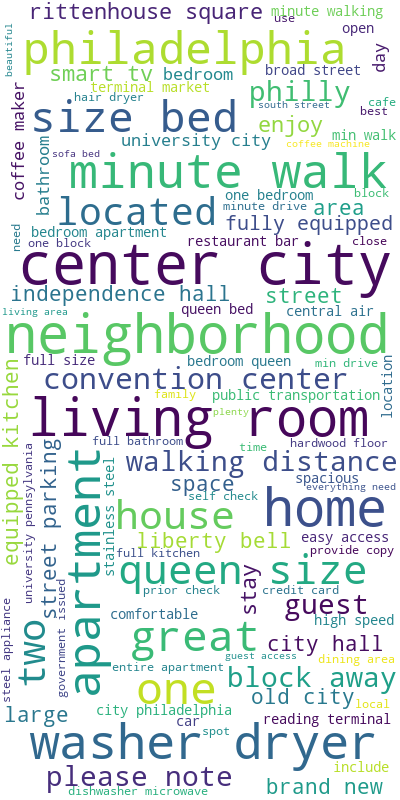 rittenhouse square
minute walking
use
open
beautiful
philadelphia
day
smart tv
bedroom
broad street
terminal market
philly
hair dryer
south street
cafe
coffee maker
size bed
enjoy
best
university city
min walk
coffee machine
bathroom
sofa bed
minute walk
block
one bedroom
minute drive
located
area
need
bedroom apartment
fully equipped
one block
restaurant bar
close
center city
independence hall
street
living area
queen bed
central air
neighborhood
full size
bedroom queen
min drive
location
equipped kitchen
convention center
family
public transportation
living room
plenty
full bathroom
time
hardwood floor
university pennsylvania
street parking
apartment
stainless steel
walking distance
space
spacious
self check
everything need
home
house
liberty bell
easy access
provide copy
full kitchen
queen size
prior check
credit card
stay
guest
government issued
steel appliance
two
comfortable
high speed
great
city hall
guest access
dining area
entire apartment
block away
one
old city
local
large
city philadelphia
car
reading terminal
spot
washer dryer
include
please note
brand new
dishwasher microwave